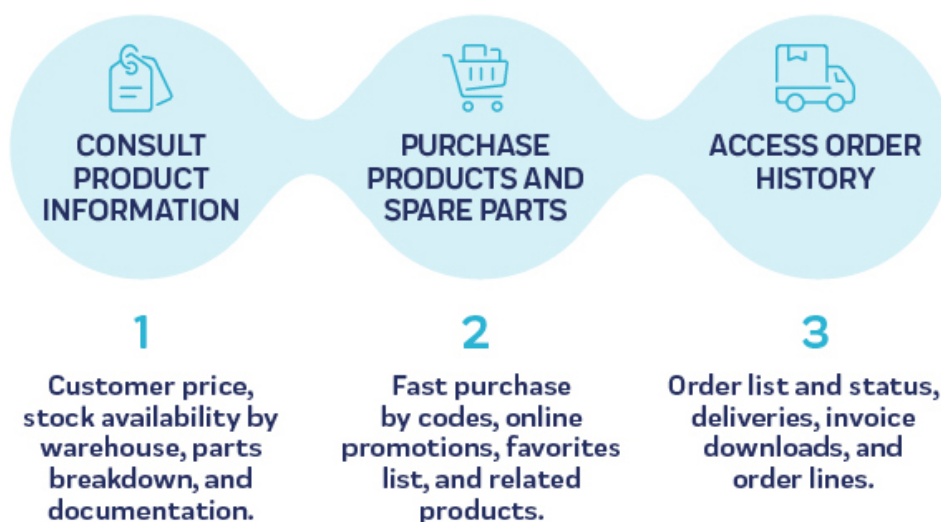 CONSULT
PRODUCT
INFORMATION
PURCHASE
PRODUCTS AND
SPARE PARTS
ACCESS ORDER
HISTORY
1
Customer price,
stock availability by
warehouse, parts
breakdown, and
documentation.
2
Fast purchase
by codes, online
promotions, favorites
list, and related
products.
3
Order list and status,
deliveries, invoice
downloads, and
order lines.